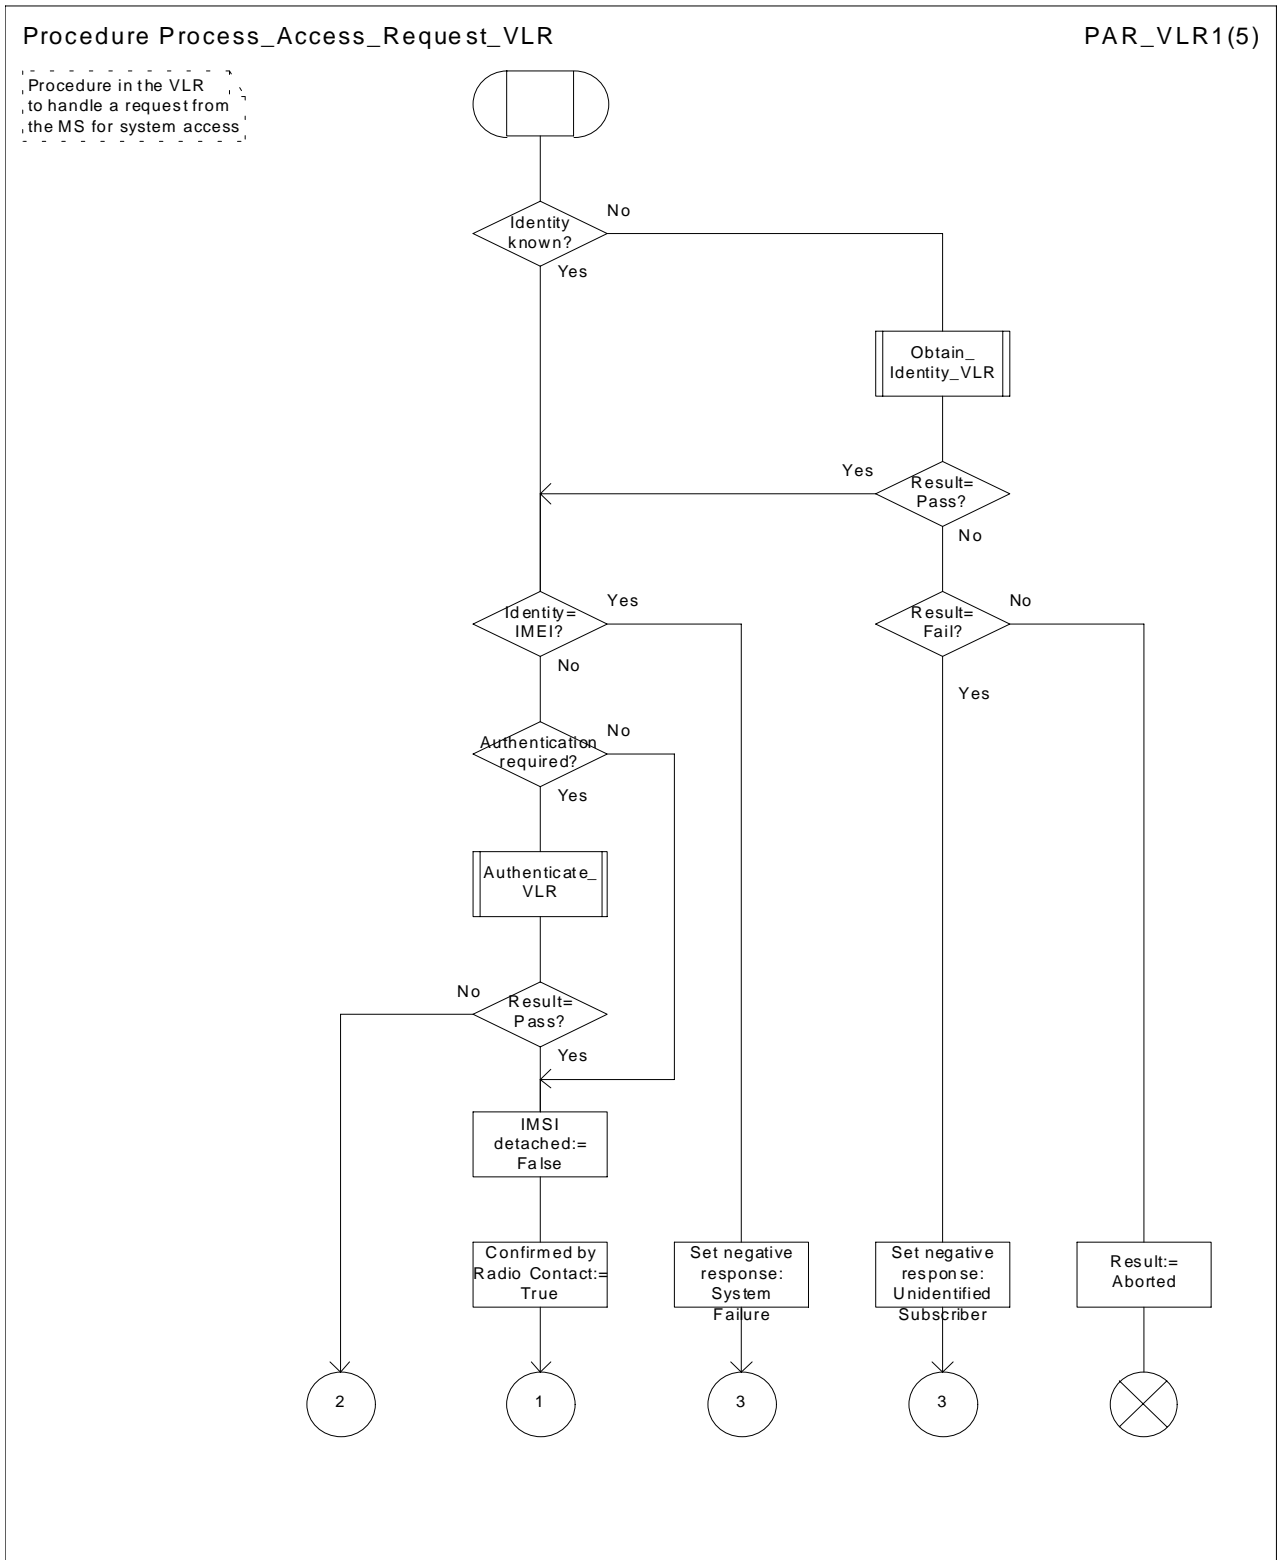 Procedure Process_Access_Request_VLR
PAR_VLR1(5)
Procedure in the VLR
to handle a request from
the MS for system access
Identity
known?
No
Yes
Obtain_
Identity_VLR
Yes
Result=
Pass?
No
Identity=
IMEI?
Yes
No
Result=
Fail?
No
Yes
Authentication
required?
No
Yes
Authenticate_
VLR
No
Result=
Pass?
Yes
IMSI
detached:=
False
Confirmed by
Radio Contact:=
True
Set negative
response:
System
Failure
Set negative
response:
Unidentified
Subscriber
Result:=
Aborted
2
1
3
3